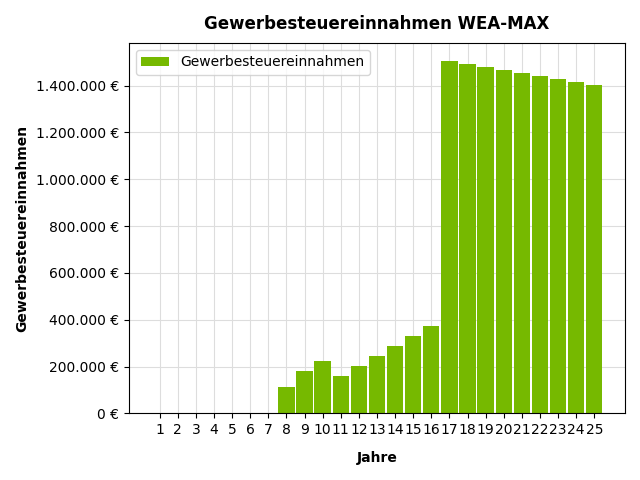 Gewerbesteuereinnahmen WEA-MAX
Gewerbesteuereinnahmen
1.400.000 €
1.200.000 €
1.000.000 €
800.000 €
600.000 €
400.000 €
200.000 €
0 €
Gewerbesteuereinnahmen
1 2 3 4 5 6 7 8 9 10 11 12 13 14 15 16 17 18 19 20 21 22 23 24 25
Jahre